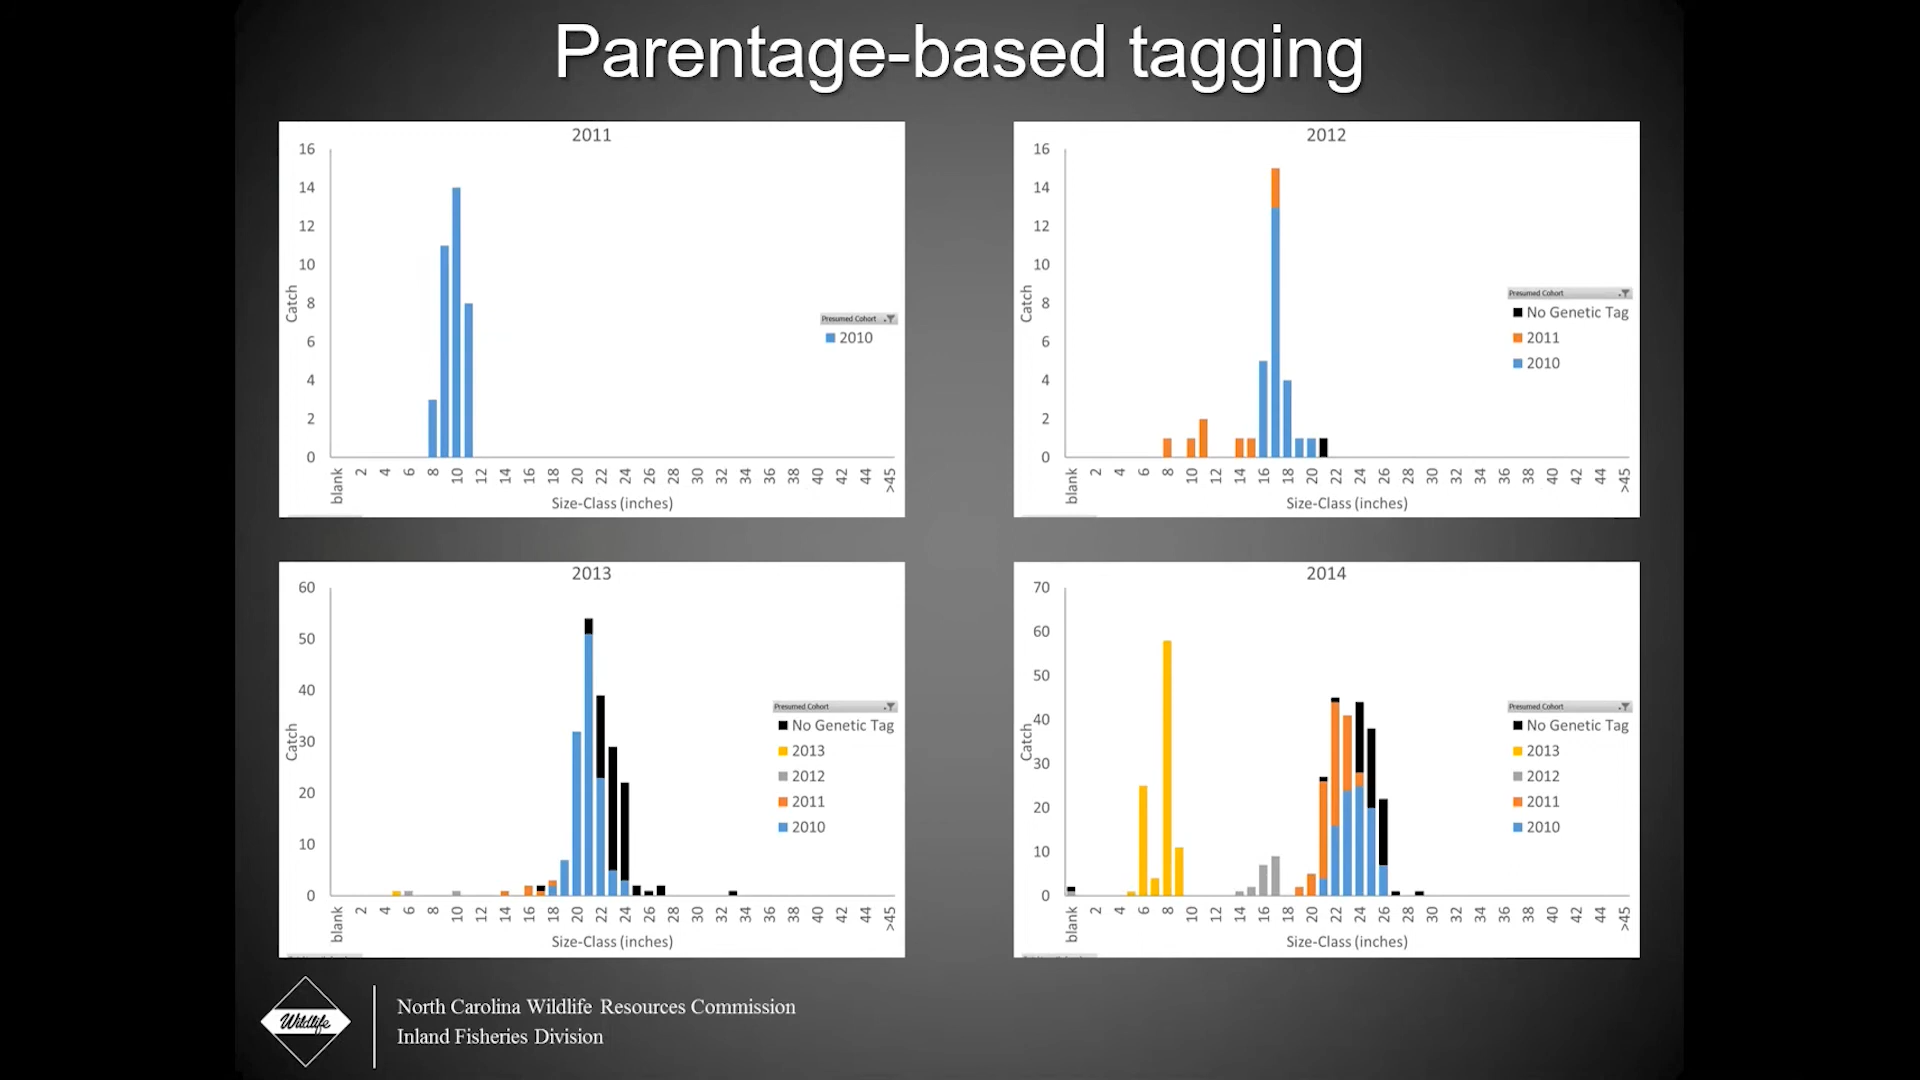 Parentage-based tagging
2011
16
14
12
10
8
6
4
2
0
Catch
blank 2 4 6 8 10 12 14 16 18 20 22 24 26 28 30 32 34 36 38 40 42 44 >45
Size-Class (inches)
Presumed Cohort
2010
2012
16
14
12
10
8
6
4
2
0
Catch
blank 2 4 6 8 10 12 14 16 18 20 22 24 26 28 30 32 34 36 38 40 42 44 >45
Size-Class (inches)
Presumed Cohort
No Genetic Tag
2011
2010
2013
60
50
40
30
20
10
0
Catch
blank 2 4 6 8 10 12 14 16 18 20 22 24 26 28 30 32 34 36 38 40 42 44 >45
Size-Class (inches)
Presumed Cohort
No Genetic Tag
2013
2012
2011
2010
2014
70
60
50
40
30
20
10
0
Catch
blank 2 4 6 8 10 12 14 16 18 20 22 24 26 28 30 32 34 36 38 40 42 44 >45
Size-Class (inches)
Presumed Cohort
No Genetic Tag
2013
2012
2011
2010
Wildlife
North Carolina Wildlife Resources Commission
Inland Fisheries Division